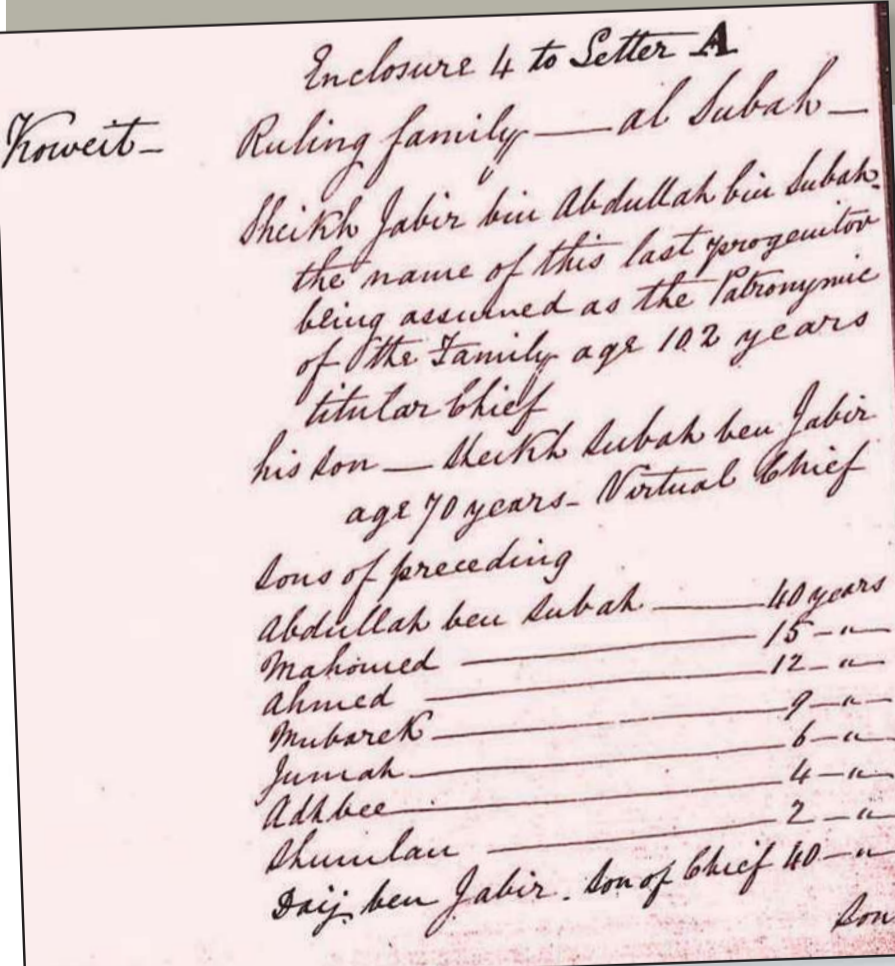 Enclosure 4 to Letter A
Koweit — Ruling family — al Subah —
Sheikh Jabir bin Abdullah bin Subah.
the name of this last progenitor
being assumed as the Patronymic
of the Family age 102 years
titular Chief
his son — Sheikh Subah ben Jabir
age 70 years — Virtual Chief
Sons of preceding
Abdullah ben Subah — 40 years
Mahomed — 15 — "
Ahmed — 12 — "
Mubarek — 9 — "
Jumah — 6 — "
Adhbee — 4 — "
Shumlan — 2 — "
Daij ben Jabir. Son of Chief 40 — "
Son